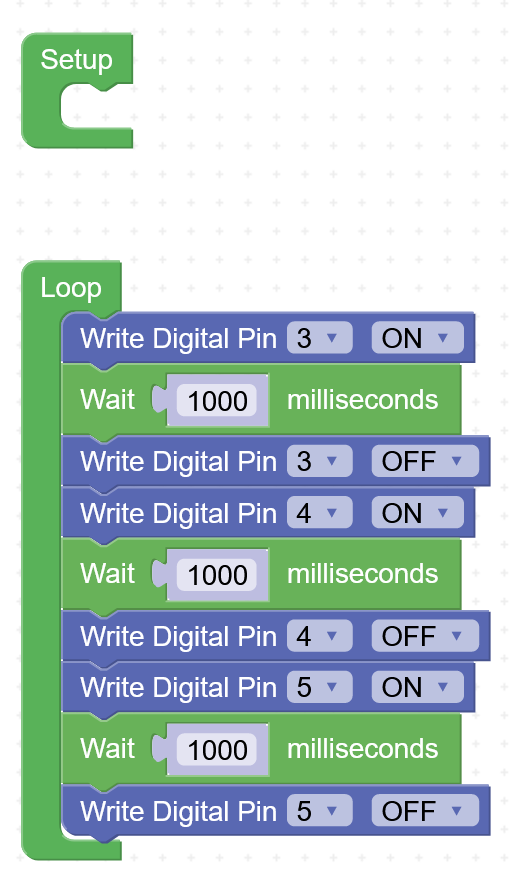 Setup
Loop
Write Digital Pin 3 ON
Wait 1000 milliseconds
Write Digital Pin 3 OFF
Write Digital Pin 4 ON
Wait 1000 milliseconds
Write Digital Pin 4 OFF
Write Digital Pin 5 ON
Wait 1000 milliseconds
Write Digital Pin 5 OFF